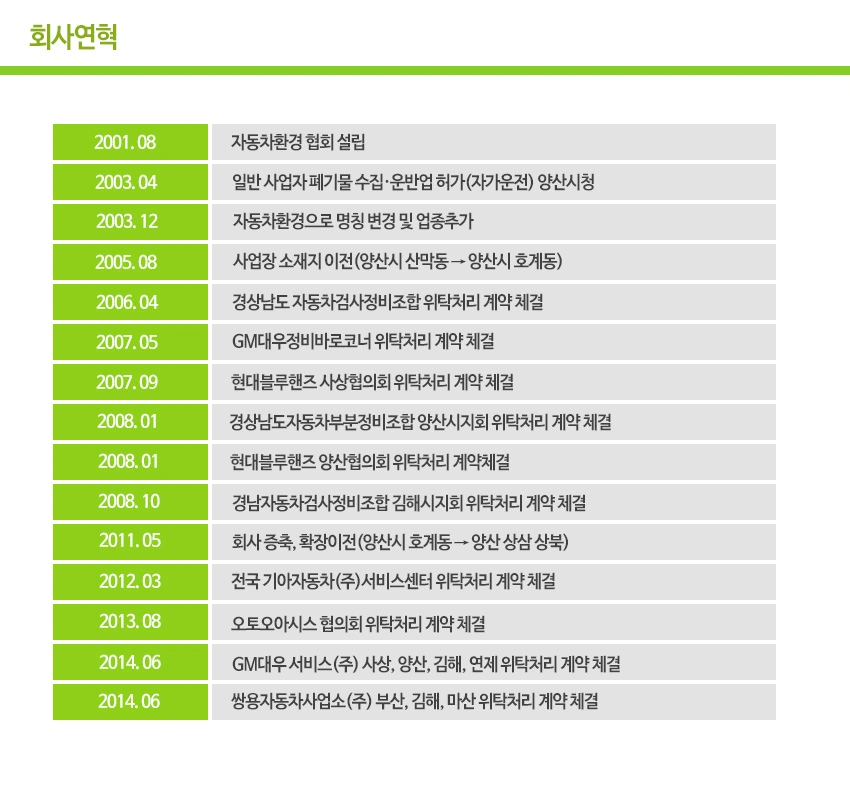 회사연혁
2001. 08 자동차환경 협회 설립
2003. 04 일반 사업자 폐기물 수집·운반업 허가(자가운전) 양산시청
2003. 12 자동차환경으로 명칭 변경 및 업종추가
2005. 08 사업장 소재지 이전(양산시 산막동 → 양산시 호계동)
2006. 04 경상남도 자동차검사정비조합 위탁처리 계약 체결
2007. 05 GM대우정비바로코너 위탁처리 계약 체결
2007. 09 현대블루핸즈 사상협의회 위탁처리 계약 체결
2008. 01 경상남도자동차부분정비조합 양산시지회 위탁처리 계약 체결
2008. 01 현대블루핸즈 양산협의회 위탁처리 계약체결
2008. 10 경남자동차검사정비조합 김해시지회 위탁처리 계약 체결
2011. 05 회사 증축, 확장이전(양산시 호계동 → 양산 상삼 상북)
2012. 03 전국 기아자동차(주)서비스센터 위탁처리 계약 체결
2013. 08 오토오아시스 협의회 위탁처리 계약 체결
2014. 06 GM대우 서비스(주) 사상, 양산, 김해, 연제 위탁처리 계약 체결
2014. 06 쌍용자동차사업소(주) 부산, 김해, 마산 위탁처리 계약 체결